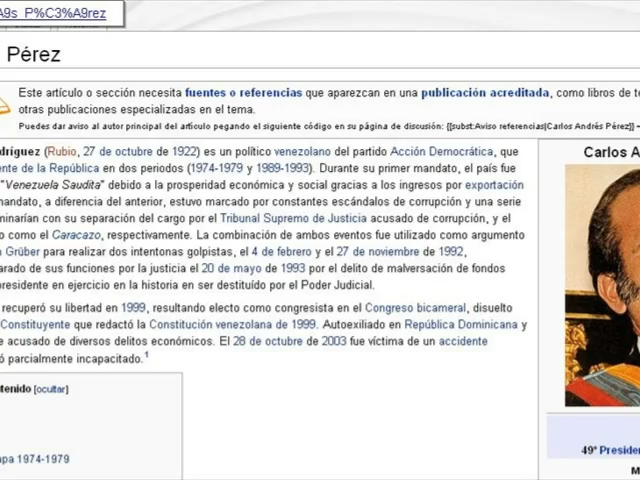 A9s_P%C3%A9rez
Pérez
Este artículo o sección necesita fuentes o referencias que aparezcan en una publicación acreditada, como libros de te
otras publicaciones especializadas en el tema.
Puedes dar aviso al autor principal del artículo pegando el siguiente código en su página de discusión: {{subst:Aviso referencias|Carlos Andrés Pérez}} ~
dríguez (Rubio, 27 de octubre de 1922) es un político venezolano del partido Acción Democrática, que
ente de la República en dos periodos (1974-1979 y 1989-1993). Durante su primer mandato, el país fue
"Venezuela Saudita" debido a la prosperidad económica y social gracias a los ingresos por exportación
mandato, a diferencia del anterior, estuvo marcado por constantes escándalos de corrupción y una serie
minarían con su separación del cargo por el Tribunal Supremo de Justicia acusado de corrupción, y el
o como el Caracazo, respectivamente. La combinación de ambos eventos fue utilizado como argumento
n Grüber para realizar dos intentonas golpistas, el 4 de febrero y el 27 de noviembre de 1992,
arado de sus funciones por la justicia el 20 de mayo de 1993 por el delito de malversación de fondos
presidente en ejercicio en la historia en ser destituído por el Poder Judicial.
recuperó su libertad en 1999, resultando electo como congresista en el Congreso bicameral, disuelto
Constituyente que redactó la Constitución venezolana de 1999. Autoexiliado en República Dominicana y
e acusado de diversos delitos económicos. El 28 de octubre de 2003 fue víctima de un accidente
ó parcialmente incapacitado.1
tenido [ocultar]
apa 1974-1979
Carlos A
49º Presiden
M